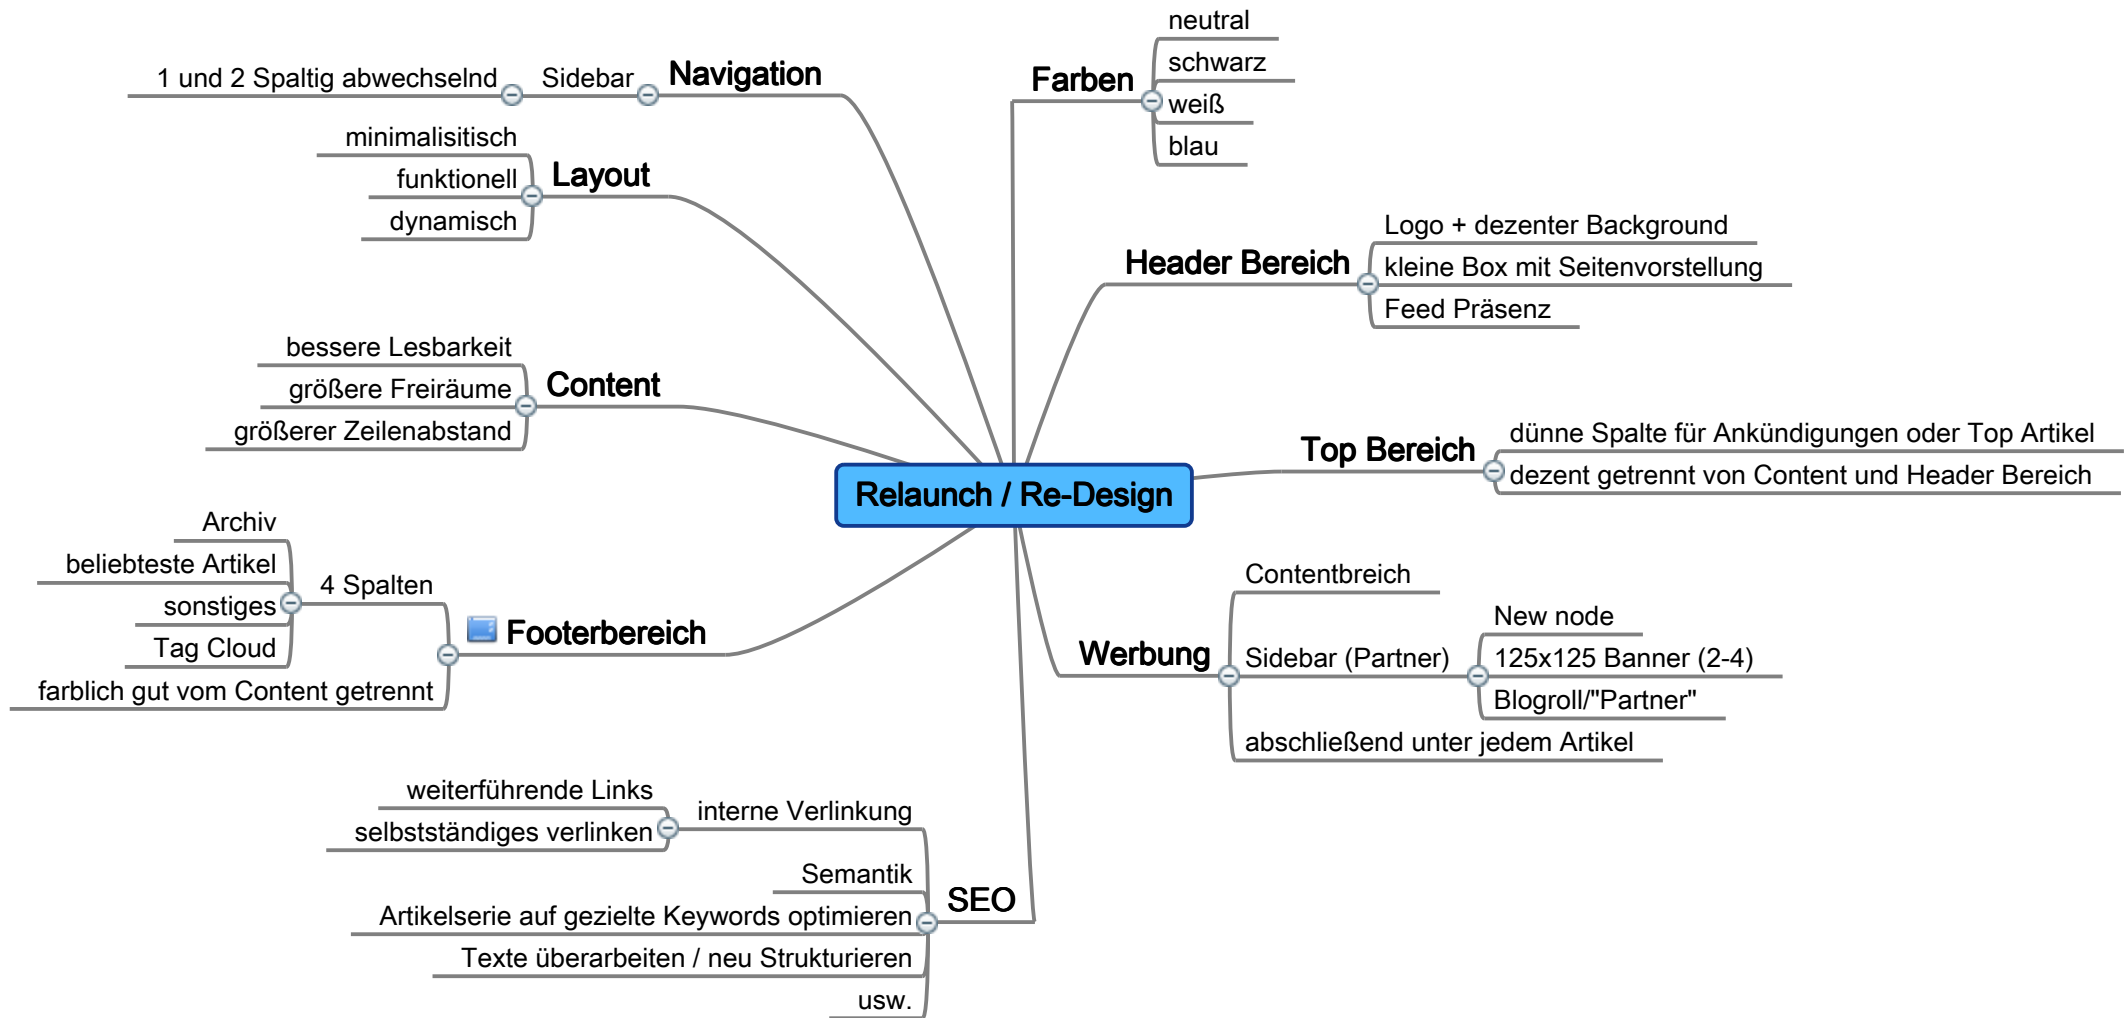 Relaunch / Re-Design
Navigation
Sidebar
1 und 2 Spaltig abwechselnd
Layout
minimalisitisch
funktionell
dynamisch
Content
bessere Lesbarkeit
größere Freiräume
größerer Zeilenabstand
Footerbereich
4 Spalten
Archiv
beliebteste Artikel
sonstiges
Tag Cloud
farblich gut vom Content getrennt
SEO
interne Verlinkung
weiterführende Links
selbstständiges verlinken
Semantik
Artikelserie auf gezielte Keywords optimieren
Texte überarbeiten / neu Strukturieren
usw.
Farben
neutral
schwarz
weiß
blau
Header Bereich
Logo + dezenter Background
kleine Box mit Seitenvorstellung
Feed Präsenz
Top Bereich
dünne Spalte für Ankündigungen oder Top Artikel
dezent getrennt von Content und Header Bereich
Werbung
Contentbreich
Sidebar (Partner)
New node
125x125 Banner (2-4)
Blogroll/"Partner"
abschließend unter jedem Artikel